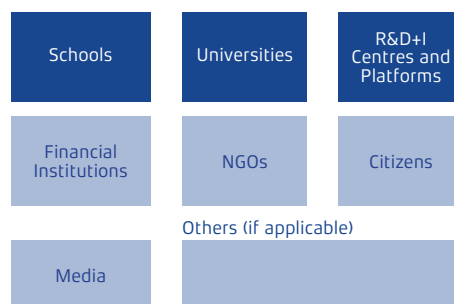 Schools
Universities
R&D+I
Centres and
Platforms
Financial
Institutions
NGOs
Citizens
Others (if applicable)
Media